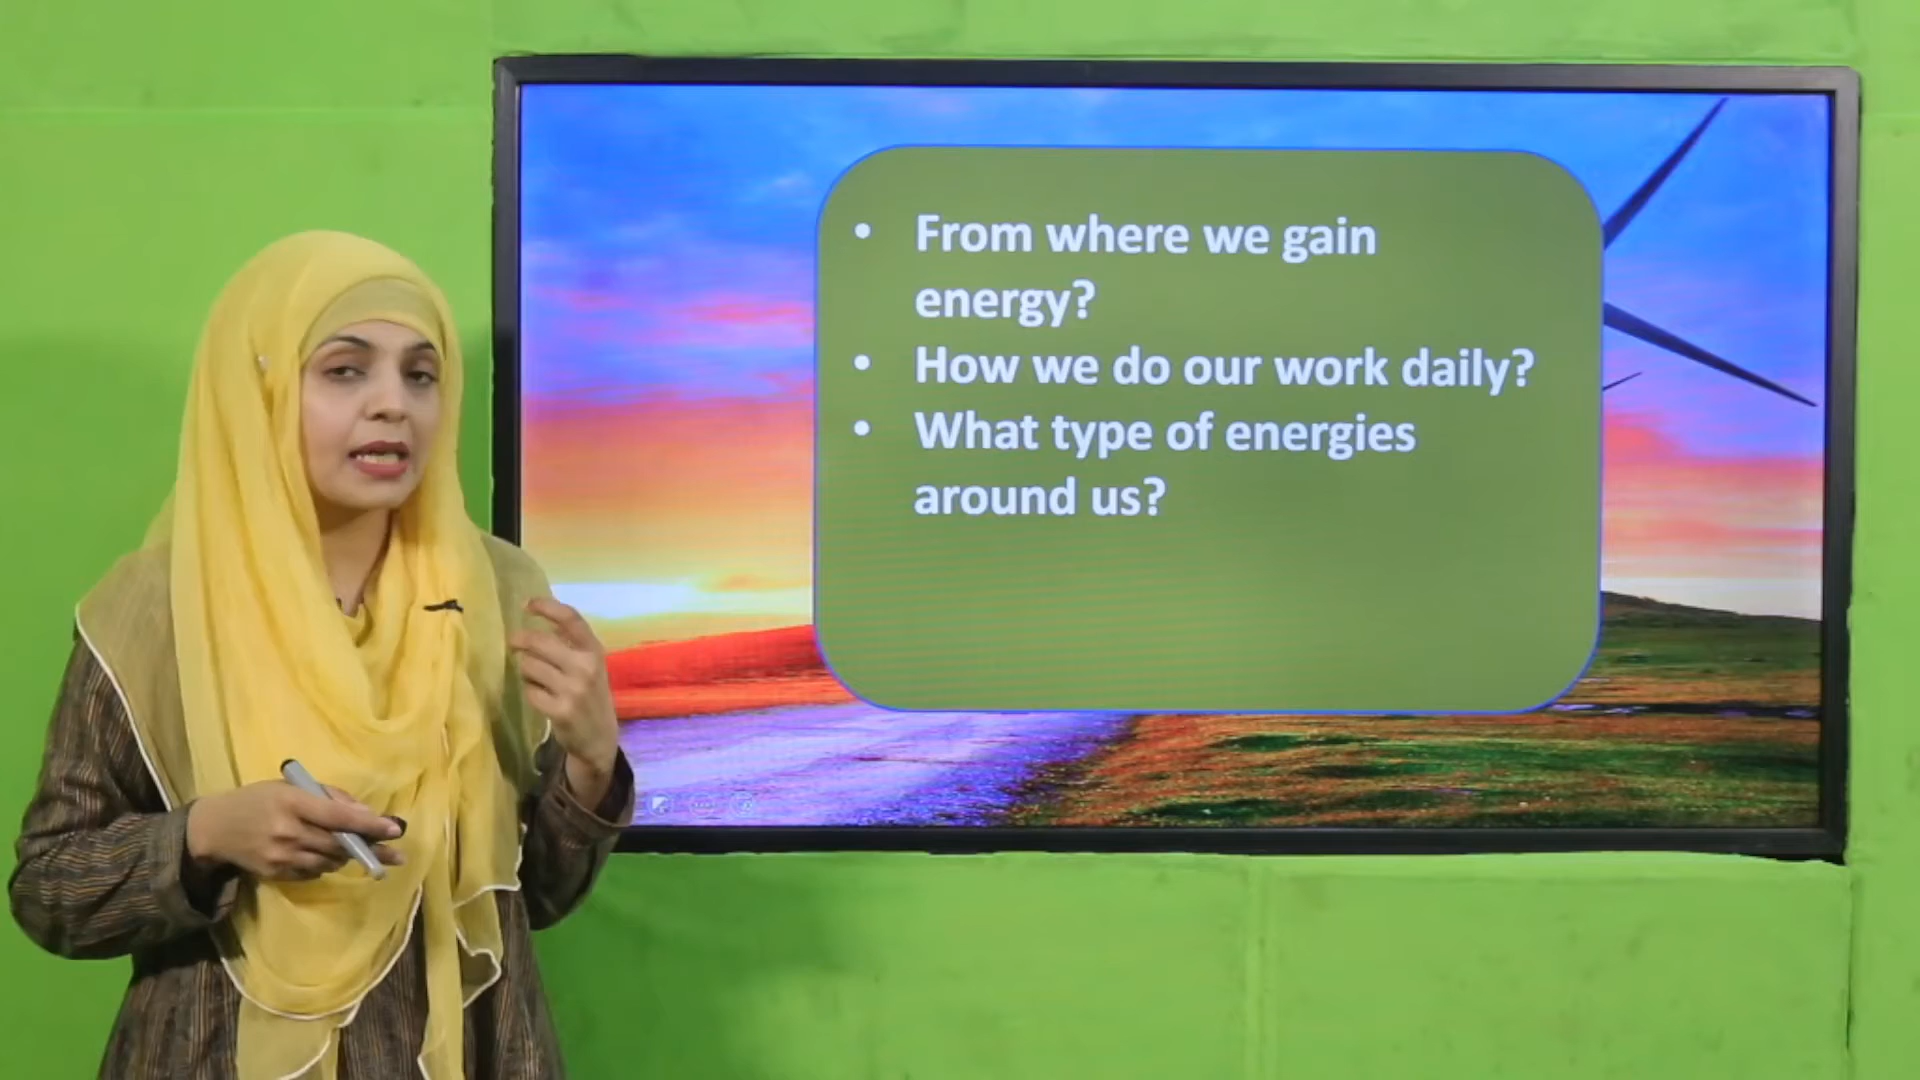 • From where we gain
energy?
• How we do our work daily?
• What type of energies
around us?